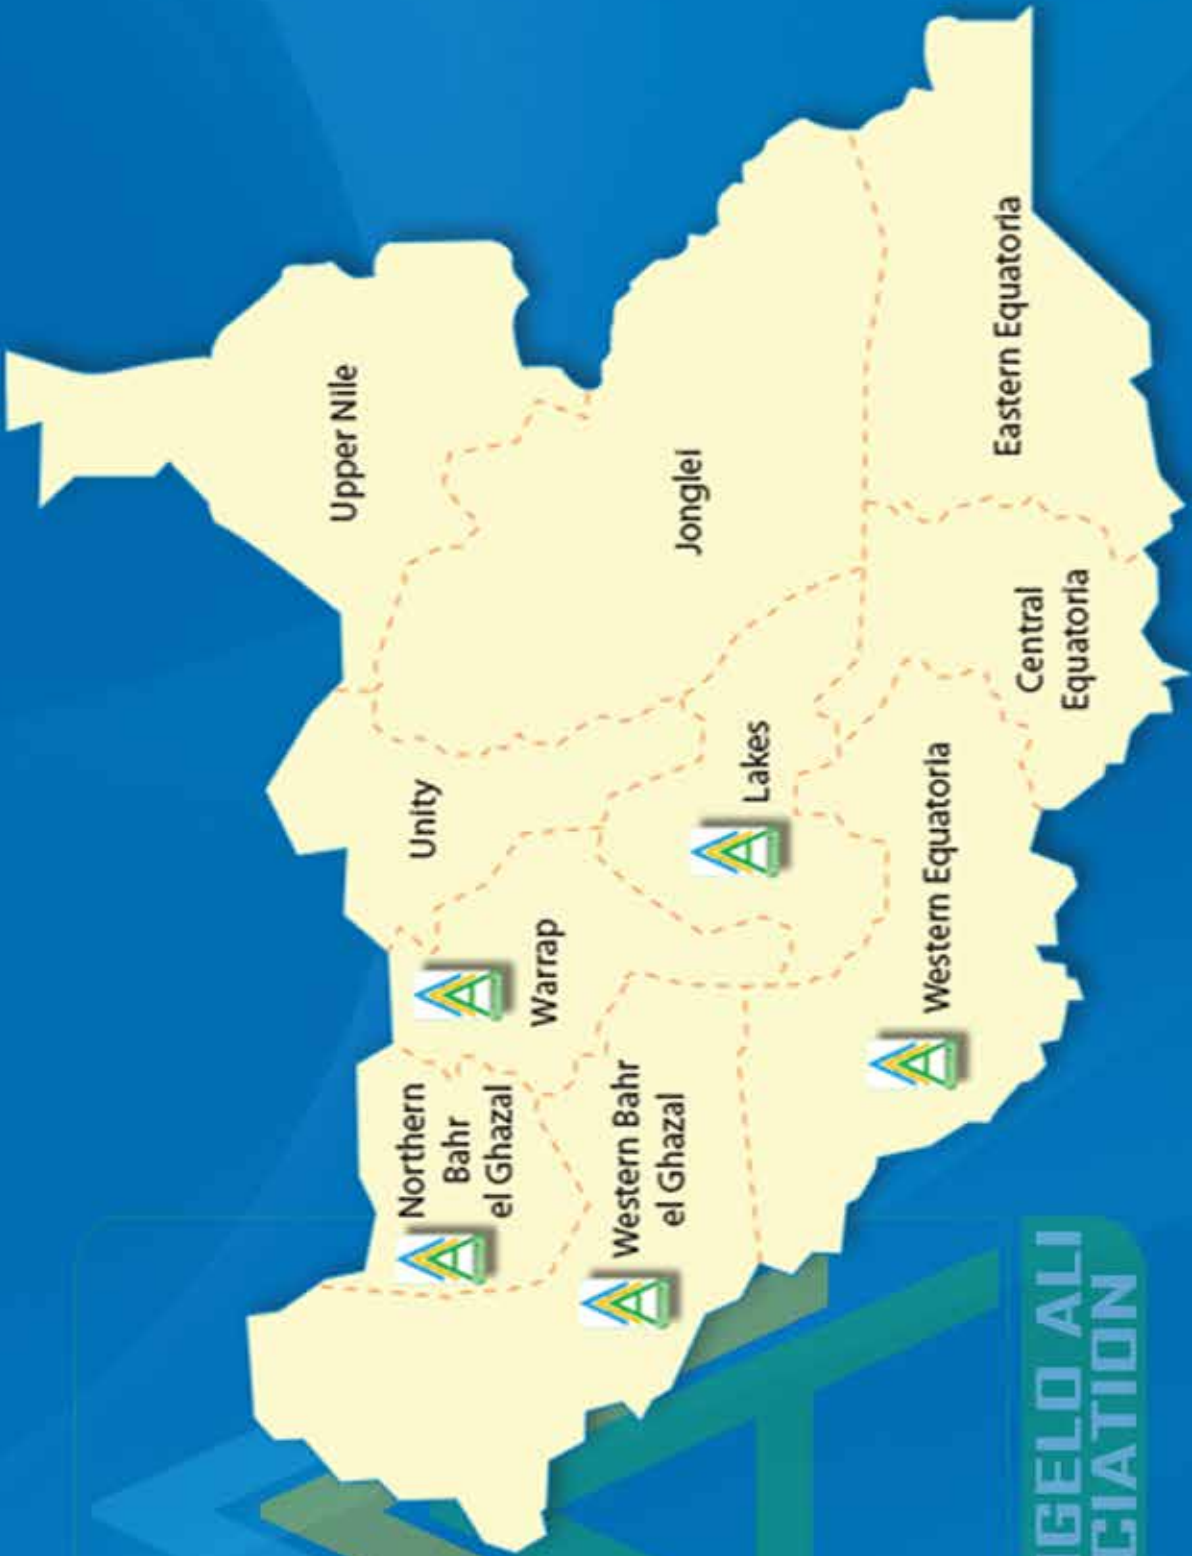 Upper Nile
Unity
Jonglei
Northern
Bahr
el Ghazal
Warrap
Western Bahr
el Ghazal
Lakes
Western Equatoria
Central
Equatoria
Eastern Equatoria
GELO ALI
CIATION